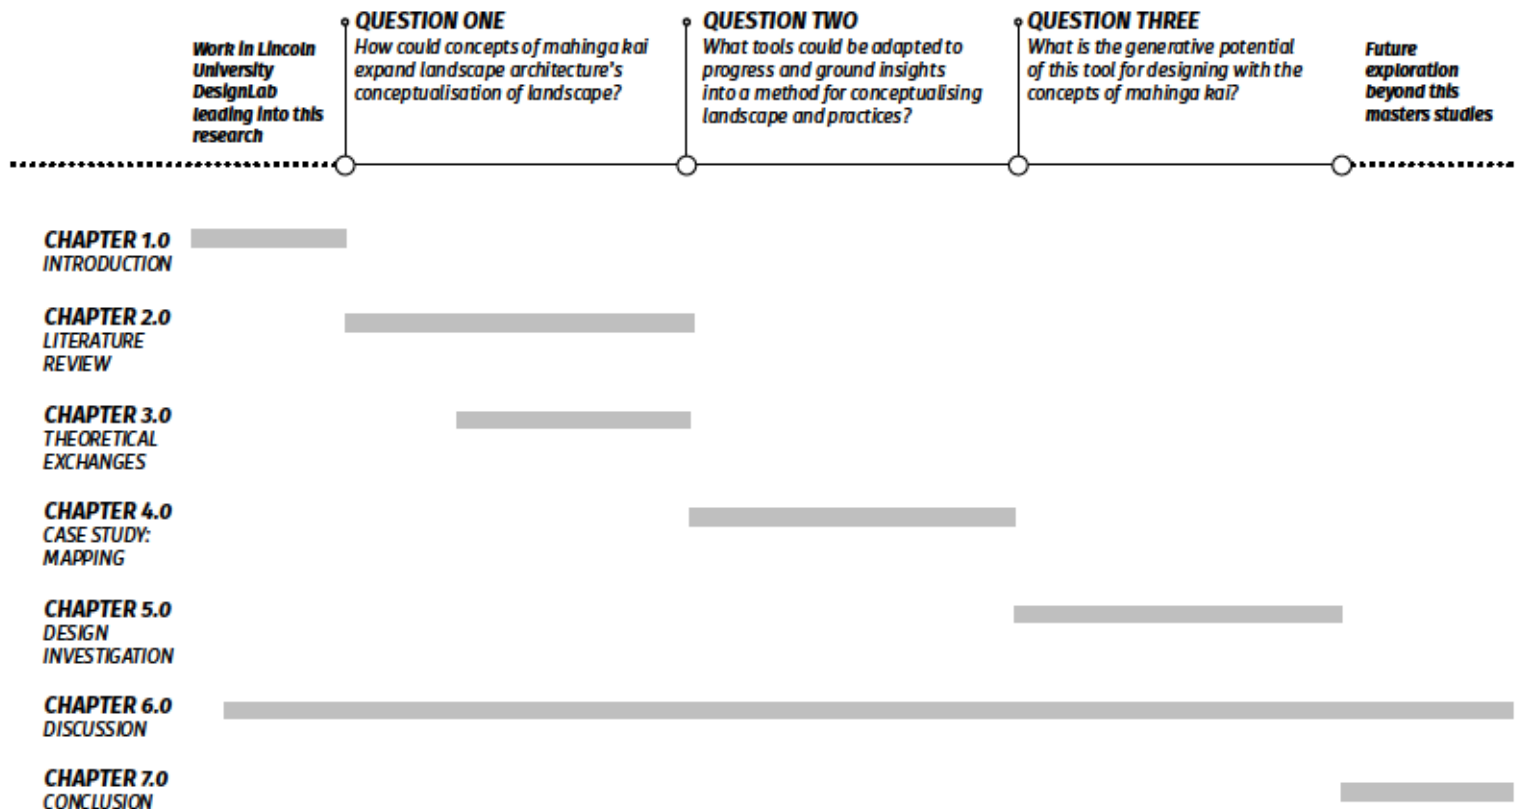 Work in Lincoln
University
DesignLab
leading into this
research
QUESTION ONE
How could concepts of mahinga kai
expand landscape architecture's
conceptualisation of landscape?
QUESTION TWO
What tools could be adapted to
progress and ground insights
into a method for conceptualising
landscape and practices?
QUESTION THREE
What is the generative potential
of this tool for designing with the
concepts of mahinga kai?
Future
exploration
beyond this
masters studies
CHAPTER 1.0
INTRODUCTION
CHAPTER 2.0
LITERATURE
REVIEW
CHAPTER 3.0
THEORETICAL
EXCHANGES
CHAPTER 4.0
CASE STUDY:
MAPPING
CHAPTER 5.0
DESIGN
INVESTIGATION
CHAPTER 6.0
DISCUSSION
CHAPTER 7.0
CONCLUSION